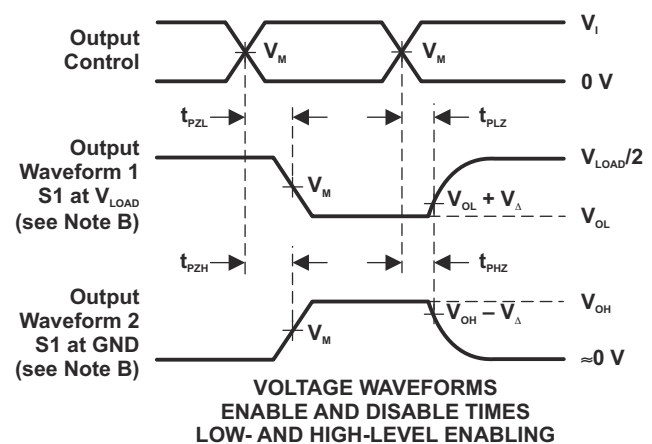 Output
Control
V_M
V_M
V_I
0 V
t_PZL
t_PLZ
Output
Waveform 1
S1 at V_LOAD
(see Note B)
V_M
V_OL + V_Δ
V_LOAD/2
V_OL
t_PZH
t_PHZ
Output
Waveform 2
S1 at GND
(see Note B)
V_M
V_OH − V_Δ
V_OH
≈0 V
VOLTAGE WAVEFORMS
ENABLE AND DISABLE TIMES
LOW- AND HIGH-LEVEL ENABLING